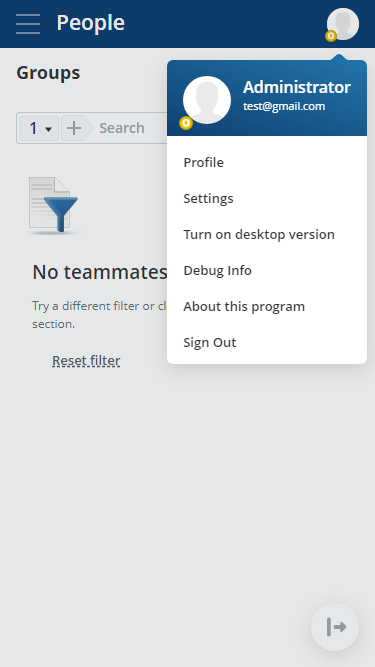 People
Groups
1
Search
No teammates
Try a different filter or cl
section.
Reset filter
Administrator
test@gmail.com
Profile
Settings
Turn on desktop version
Debug Info
About this program
Sign Out